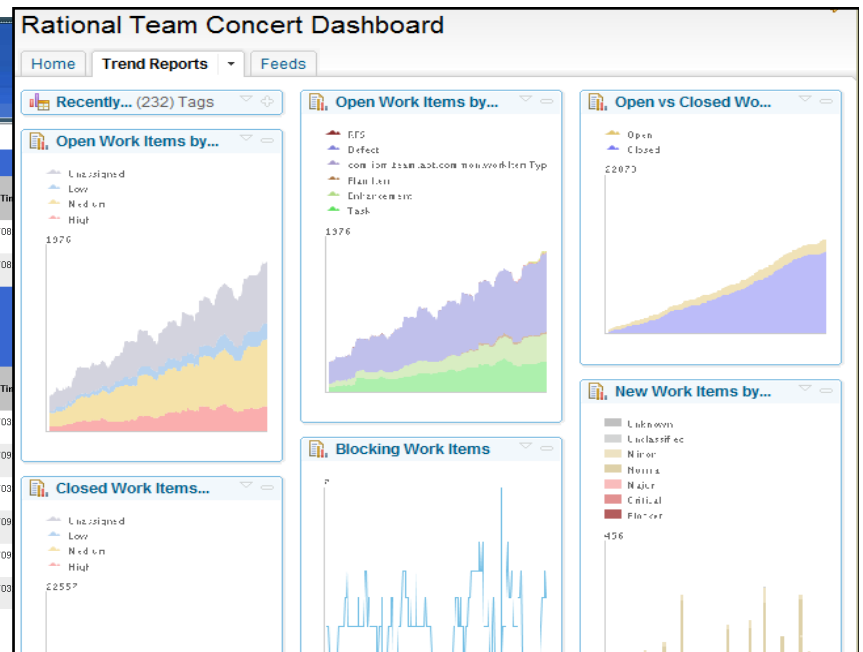 Rational Team Concert Dashboard
Home
Trend Reports
Feeds
Recently... (232) Tags
Open Work Items by...
Unassigned
Low
Medium
High
1976
Closed Work Items...
Unassigned
Low
Medium
High
22557
Open Work Items by...
Defect
Plan Item
Enhancement
Task
1976
Blocking Work Items
7
Open vs Closed Wo...
Open
Closed
22073
New Work Items by...
Unknown
Unclassified
Minor
Normal
Major
Critical
Blocker
456